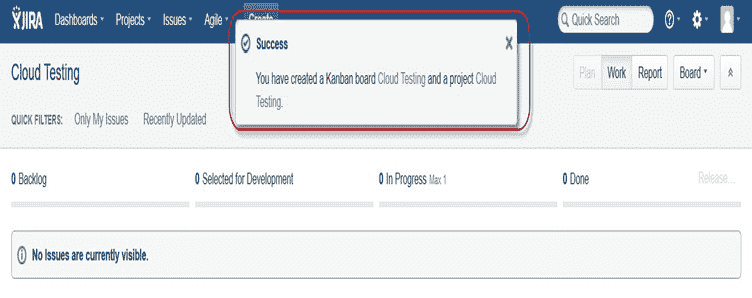 JIRA Dashboards Projects Issues Agile Create Quick Search
Success
You have created a Kanban board Cloud Testing and a project Cloud
Testing.
Cloud Testing Plan Work Report Board
QUICK FILTERS: Only My Issues Recently Updated
0 Backlog 0 Selected for Development 0 In Progress Max 1 0 Done Release...
No Issues are currently visible.